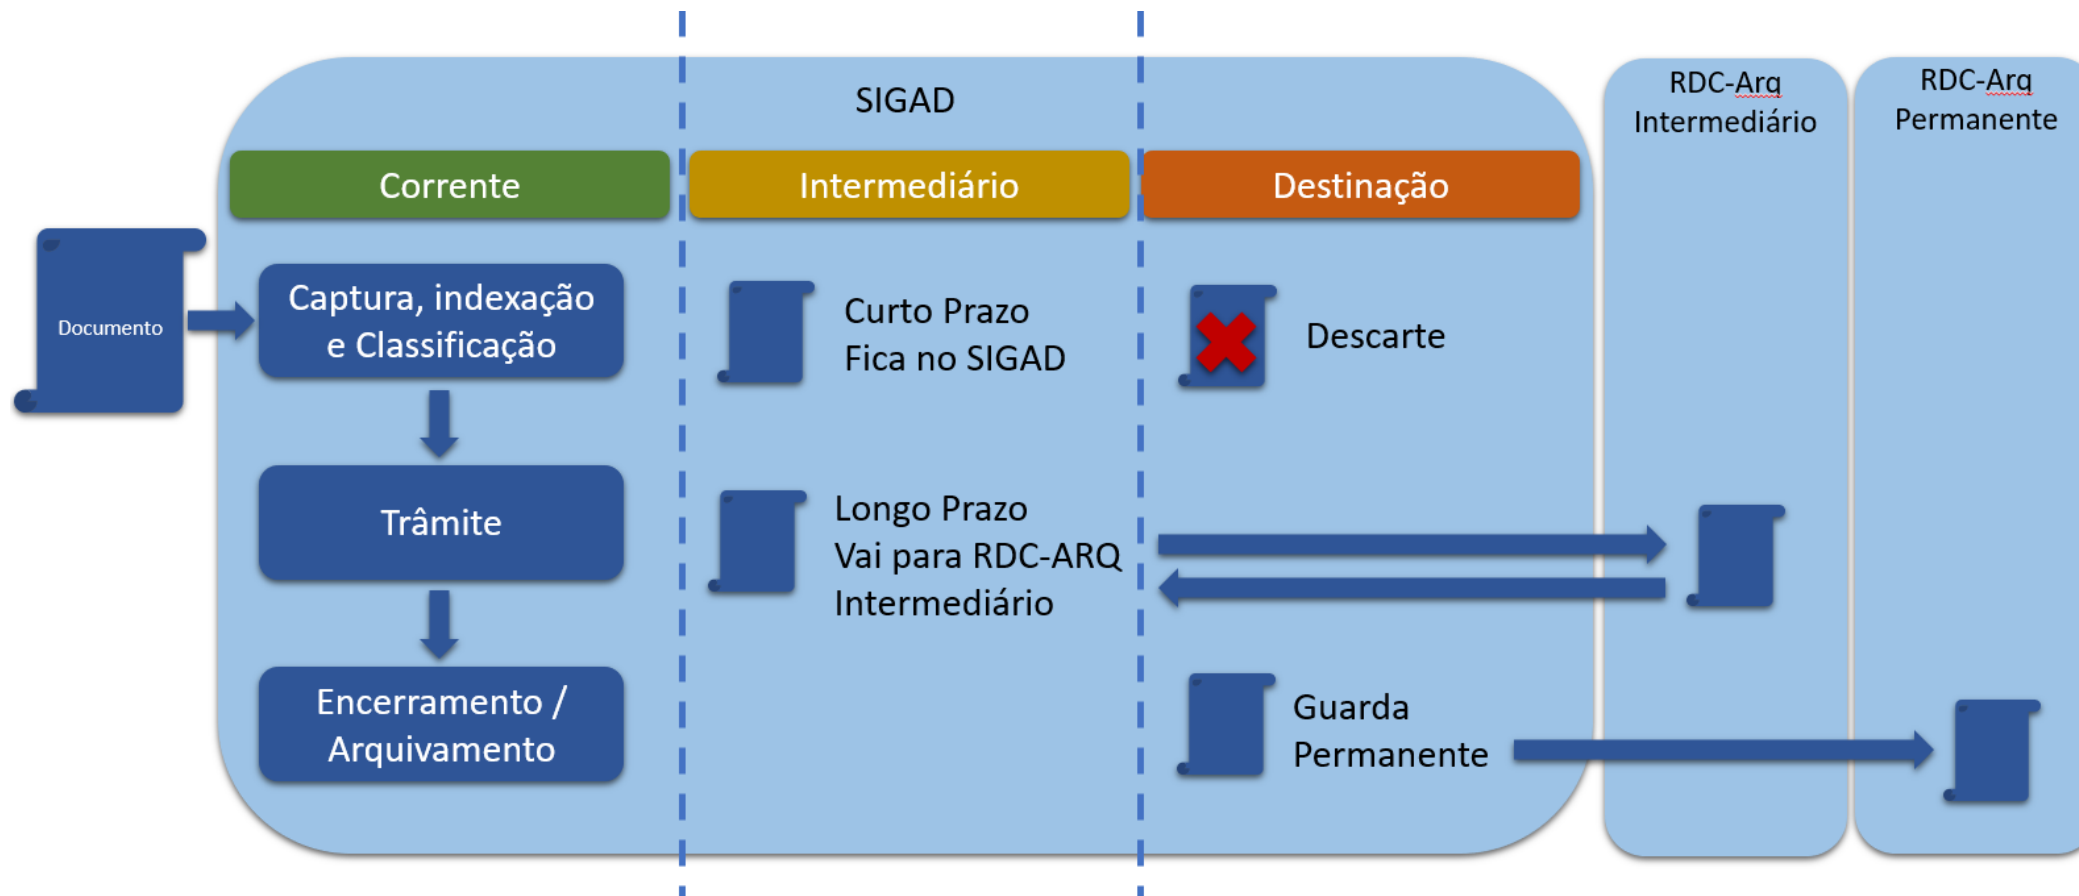 SIGAD
RDC-Arq
Intermediário
RDC-Arq
Permanente
Corrente
Intermediário
Destinação
Documento
Captura, indexação
e Classificação
Trâmite
Encerramento /
Arquivamento
Curto Prazo
Fica no SIGAD
Longo Prazo
Vai para RDC-ARQ
Intermediário
Descarte
Guarda
Permanente